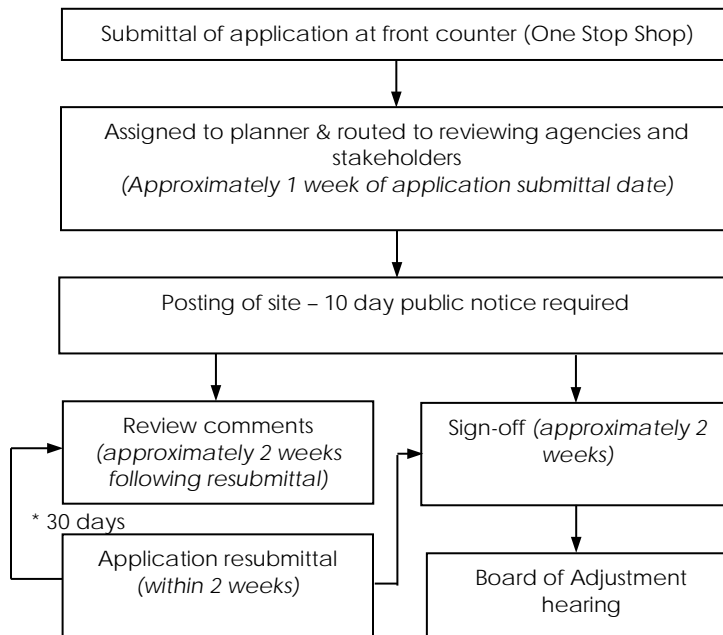 Submittal of application at front counter (One Stop Shop)
Assigned to planner & routed to reviewing agencies and
stakeholders
(Approximately 1 week of application submittal date)
Posting of site – 10 day public notice required
Review comments
(approximately 2 weeks
following resubmittal)
Sign-off (approximately 2
weeks)
* 30 days
Application resubmittal
(within 2 weeks)
Board of Adjustment
hearing